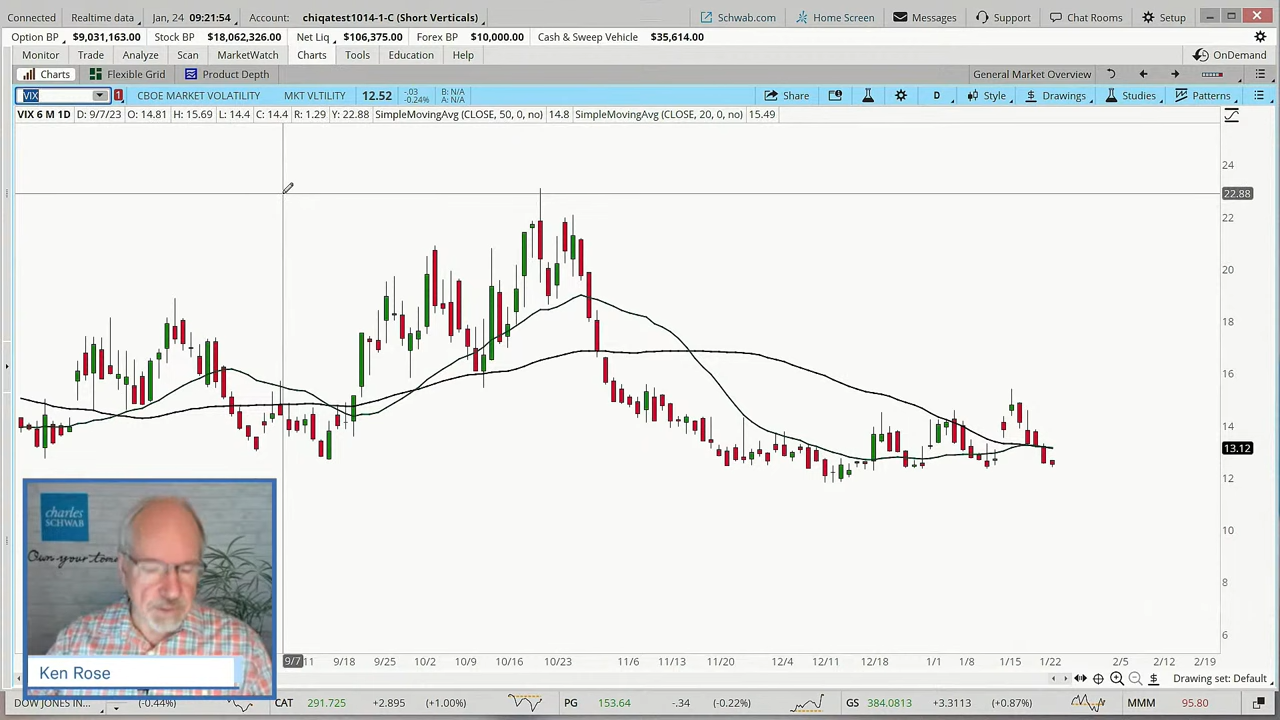 Connected Realtime data Jan, 24 09:21:54 Account: chiqatest1014-1-C (Short Verticals) Schwab.com Home Screen Messages Support Chat Rooms Setup
Option BP $9,031,163.00 Stock BP $18,062,326.00 Net Liq $106,375.00 Forex BP $10,000.00 Cash & Sweep Vehicle $35,614.00
Monitor Trade Analyze Scan MarketWatch Charts Tools Education Help OnDemand
Charts Flexible Grid Product Depth General Market Overview
VIX 1 CBOE MARKET VOLATILITY MKT VLTILITY 12.52 -.03 -0.24% B: N/A A: N/A Share D Style Drawings Studies Patterns
VIX 6 M 1D D: 9/7/23 O: 14.81 H: 15.69 L: 14.4 C: 14.4 R: 1.29 Y: 22.88 SimpleMovingAvg (CLOSE, 50, 0, no) 14.8 SimpleMovingAvg (CLOSE, 20, 0, no) 15.49
24
22.88
22
20
18
16
14
13.12
12
10
8
6
charles
SCHWAB
Own your tomo
Ken Rose
9/7 11 9/18 9/25 10/2 10/9 10/16 10/23 11/6 11/13 11/20 12/4 12/11 12/18 1/1 1/8 1/15 1/22 2/5 2/12 2/19
Drawing set: Default
DOW JONES IN... (-0.44%) CAT 291.725 +2.895 (+1.00%) PG 153.64 -.34 (-0.22%) GS 384.0813 +3.3113 (+0.87%) MMM 95.80